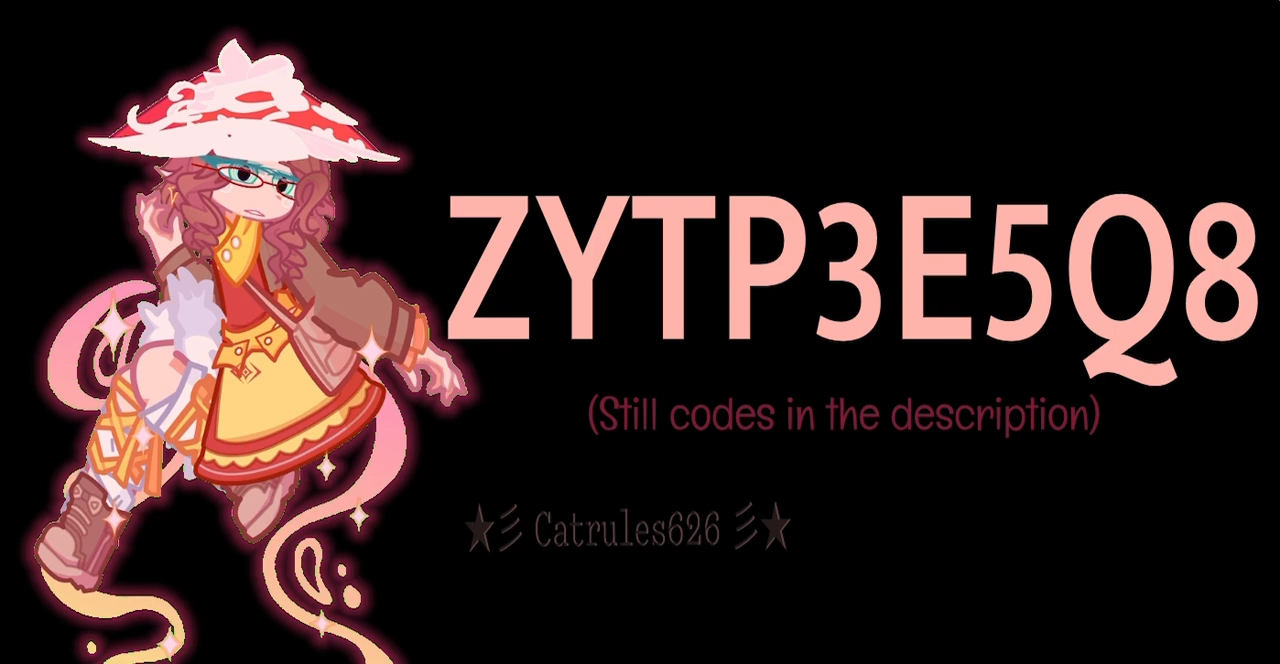 ZYTP3E5Q8
(Still codes in the description)
★彡 Catrules626 彡★